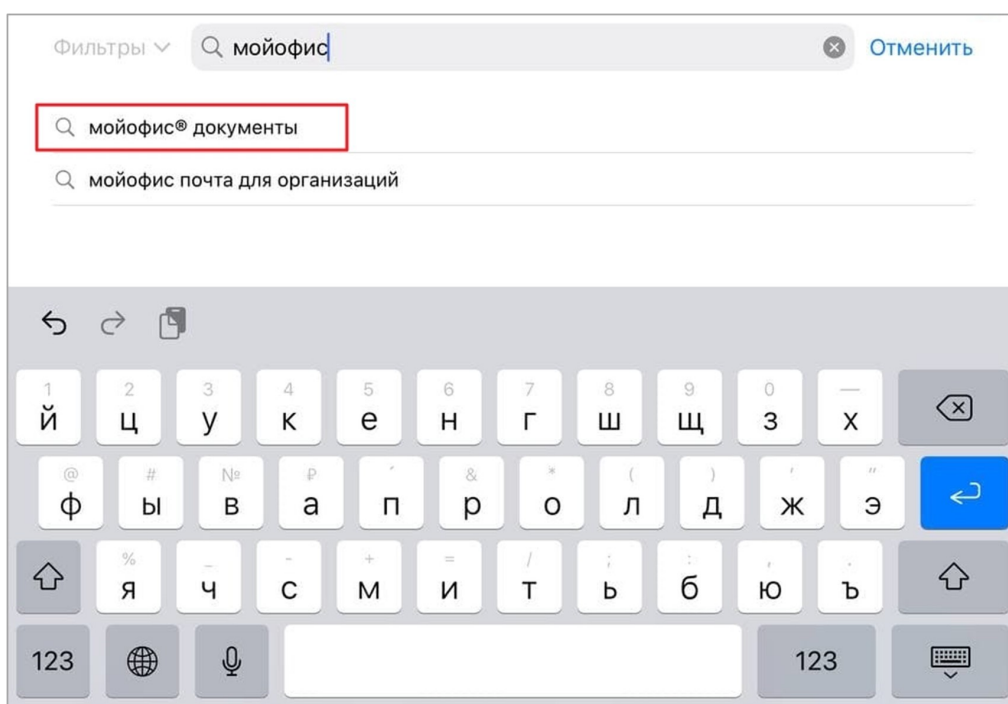 Фильтры мойофис Отменить
мойофис® документы
мойофис почта для организаций
1 2 3 4 5 6 7 8 9 0 —
й ц у к е н г ш щ з х
@ # № ₽ ´ & * ( ) ' "
ф ы в а п р о л д ж э
% _ - + = / ; : , .
я ч с м и т ь б ю ъ
123 123